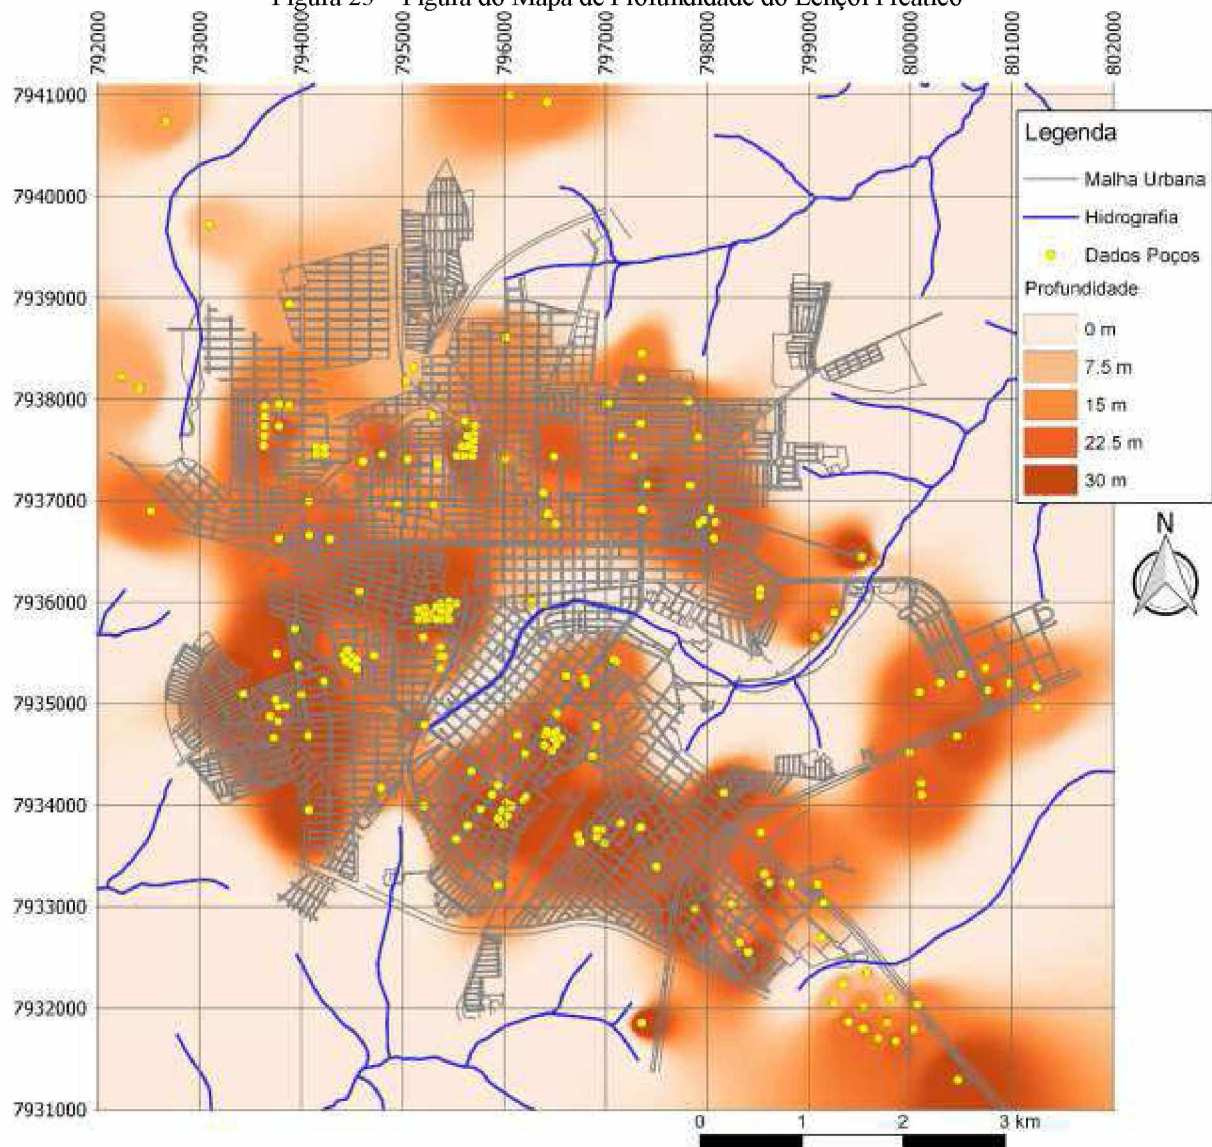 Figura 25 – Figura do Mapa de Profundidade do Lençol Freático
792000 793000 794000 795000 796000 797000 798000 799000 800000 801000 802000
7941000
7940000
7939000
7938000
7937000
7936000
7935000
7934000
7933000
7932000
7931000
Legenda
Malha Urbana
Hidrografia
Dados Poços
Profundidade
0 m
7.5 m
15 m
22.5 m
30 m
N
0 1 2 3 km